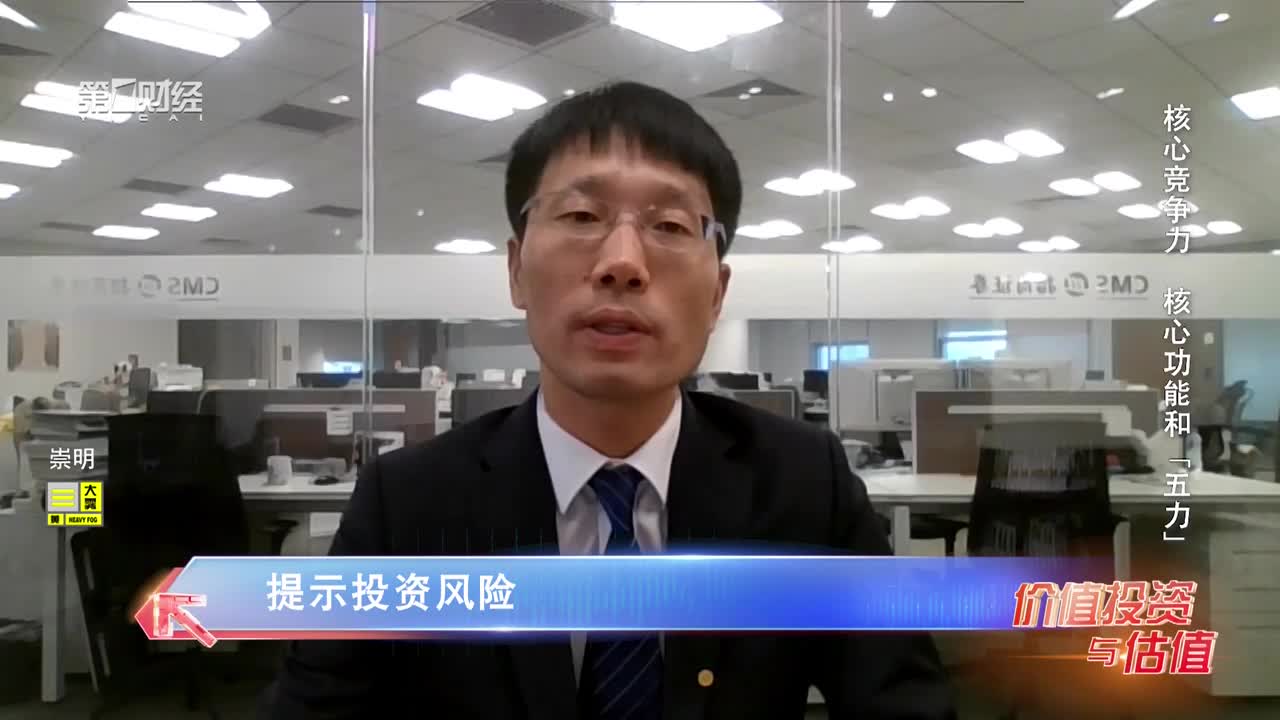 第一财经
YICAI
核心竞争力 核心功能和「五力」
CMS 招商证券
CMS 招商证券
崇明
大雾
黄 HEAVY FOG
提示投资风险
价值投资
与估值